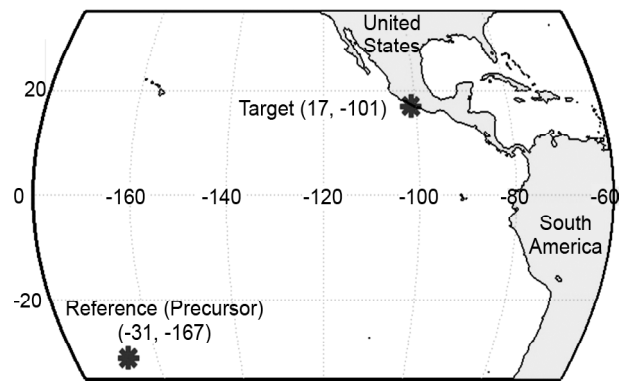 United
States
20
Target (17, -101)
0
-160
-140
-120
-100
-80
-60
South
America
-20
Reference (Precursor)
(-31, -167)